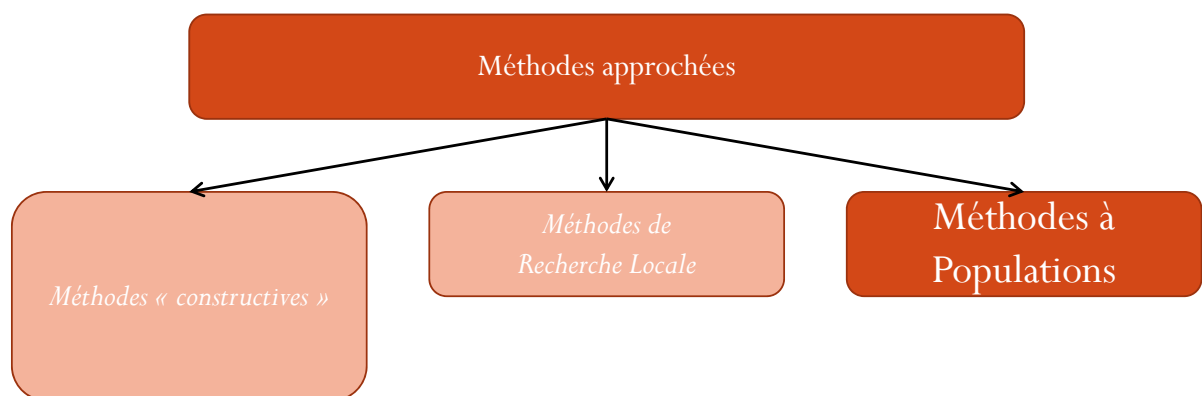 Méthodes approchées
Méthodes « constructives »
Méthodes de
Recherche Locale
Méthodes à
Populations